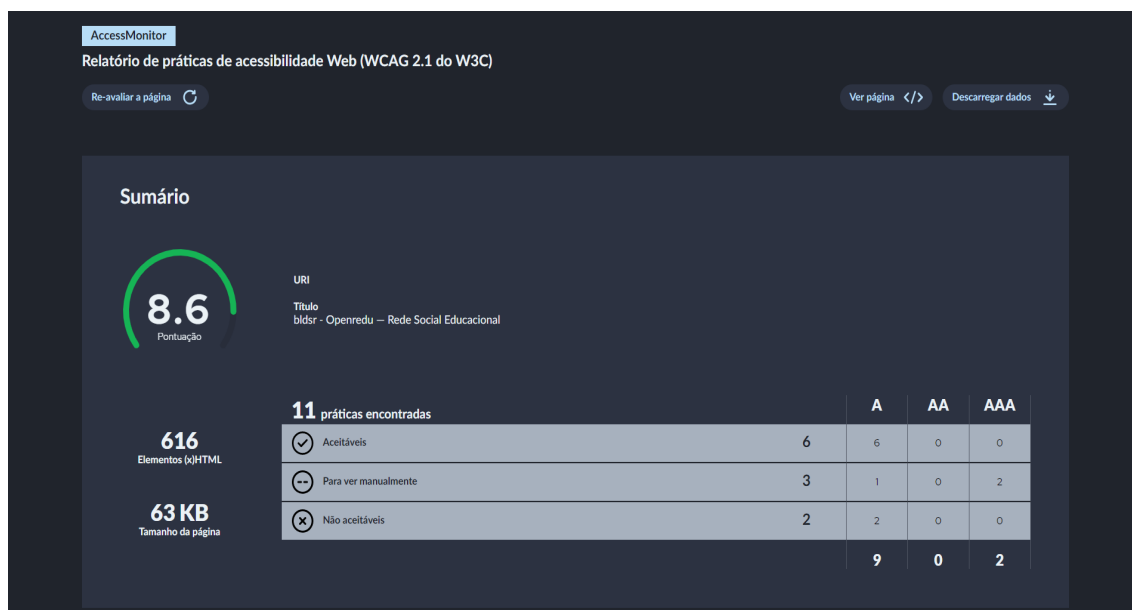 AccessMonitor
Relatório de práticas de acessibilidade Web (WCAG 2.1 do W3C)
Re-avaliar a página
Ver página </>
Descarregar dados
Sumário
8.6
Pontuação
URI
Título
bldsr - Openredu — Rede Social Educacional
616
Elementos (x)HTML
63 KB
Tamanho da página
11 práticas encontradas A AA AAA
Aceitáveis 6 6 0 0
Para ver manualmente 3 1 0 2
Não aceitáveis 2 2 0 0
9 0 2